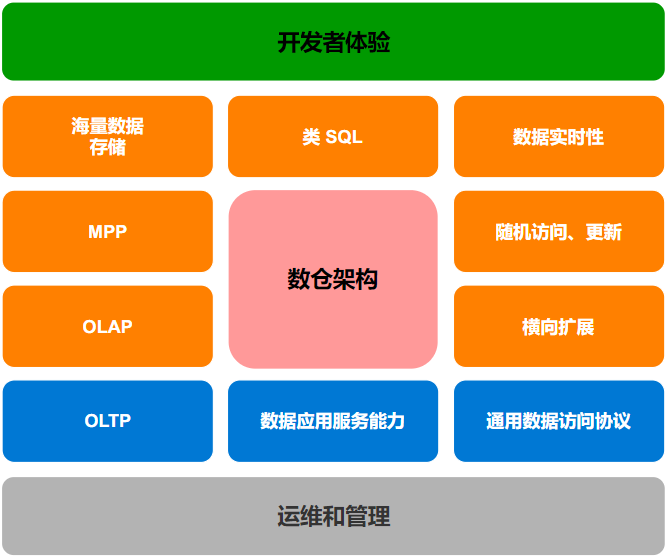 开发者体验
海量数据
存储
类 SQL
数据实时性
MPP
数仓架构
随机访问、更新
OLAP
横向扩展
OLTP
数据应用服务能力
通用数据访问协议
运维和管理